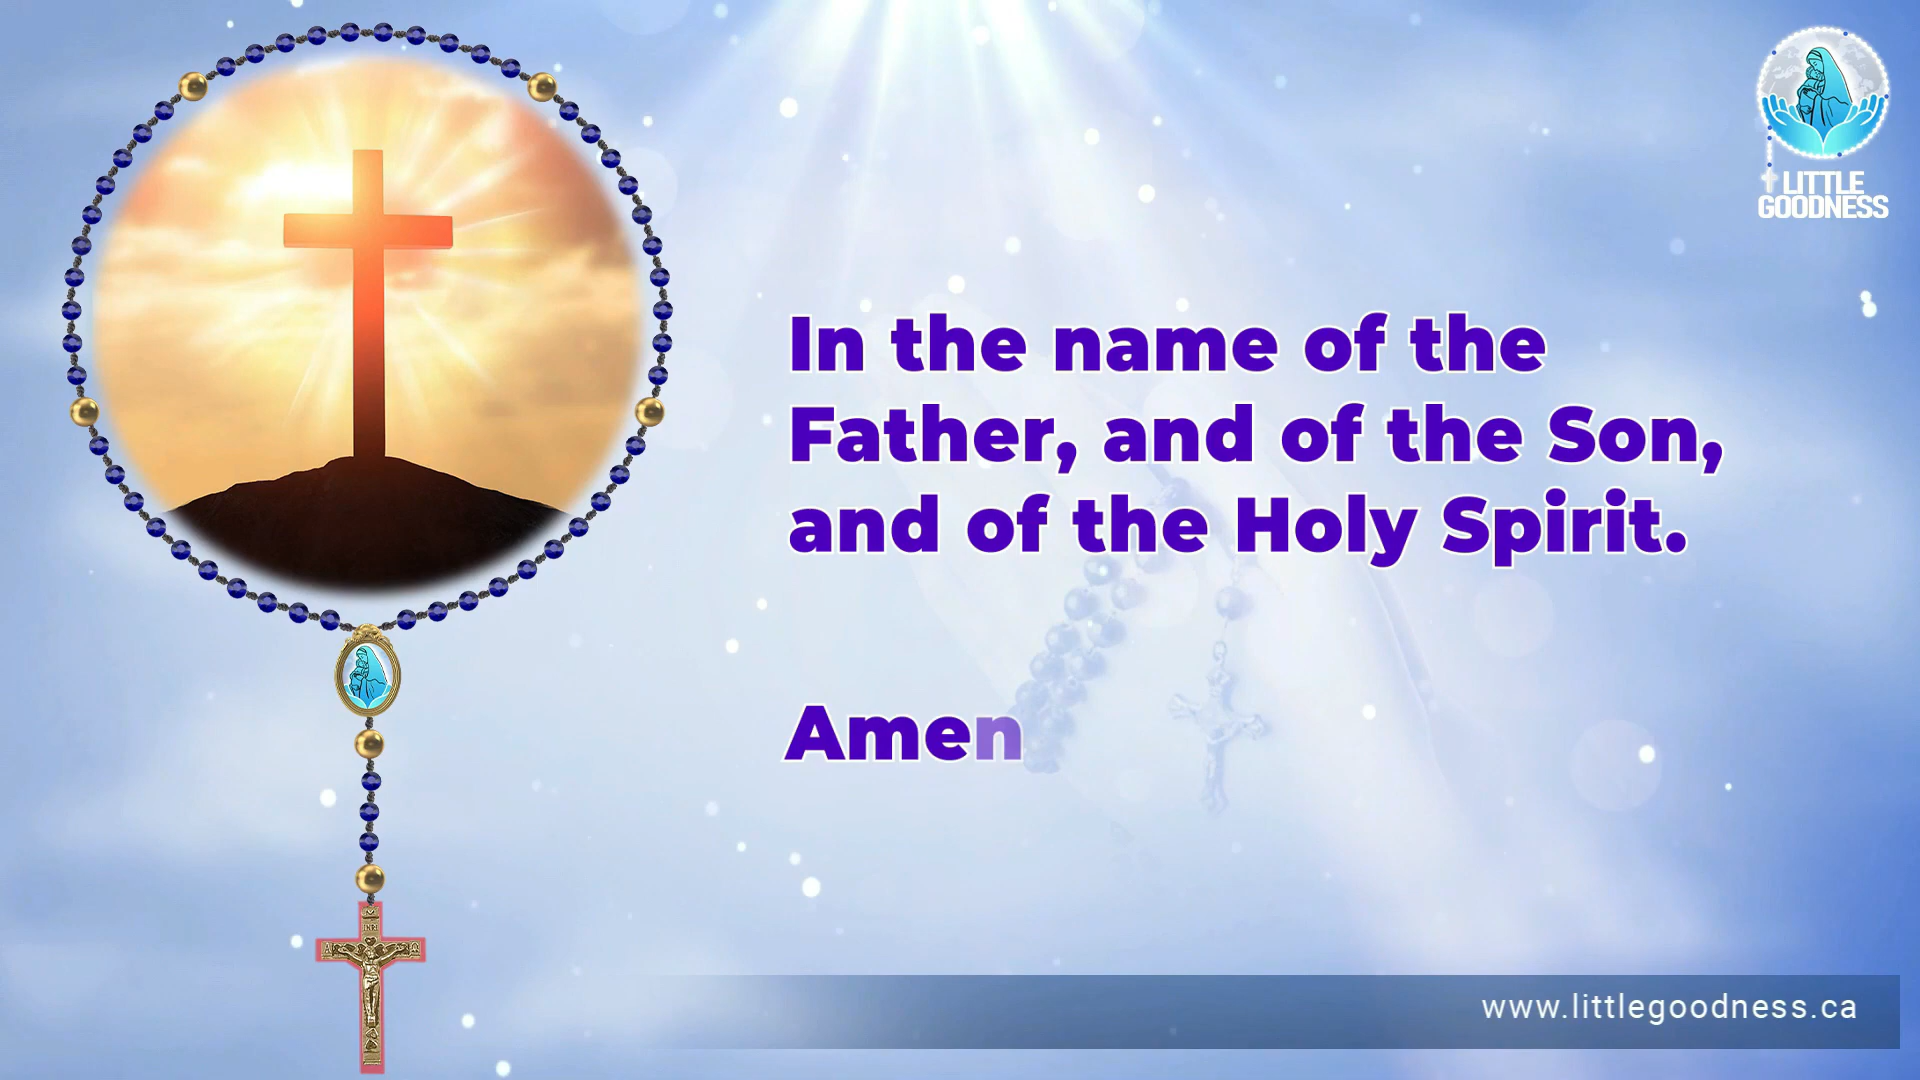 LITTLE
GOODNESS
In the name of the
Father, and of the Son,
and of the Holy Spirit.
Amen
INRI
A Ω
www.littlegoodness.ca